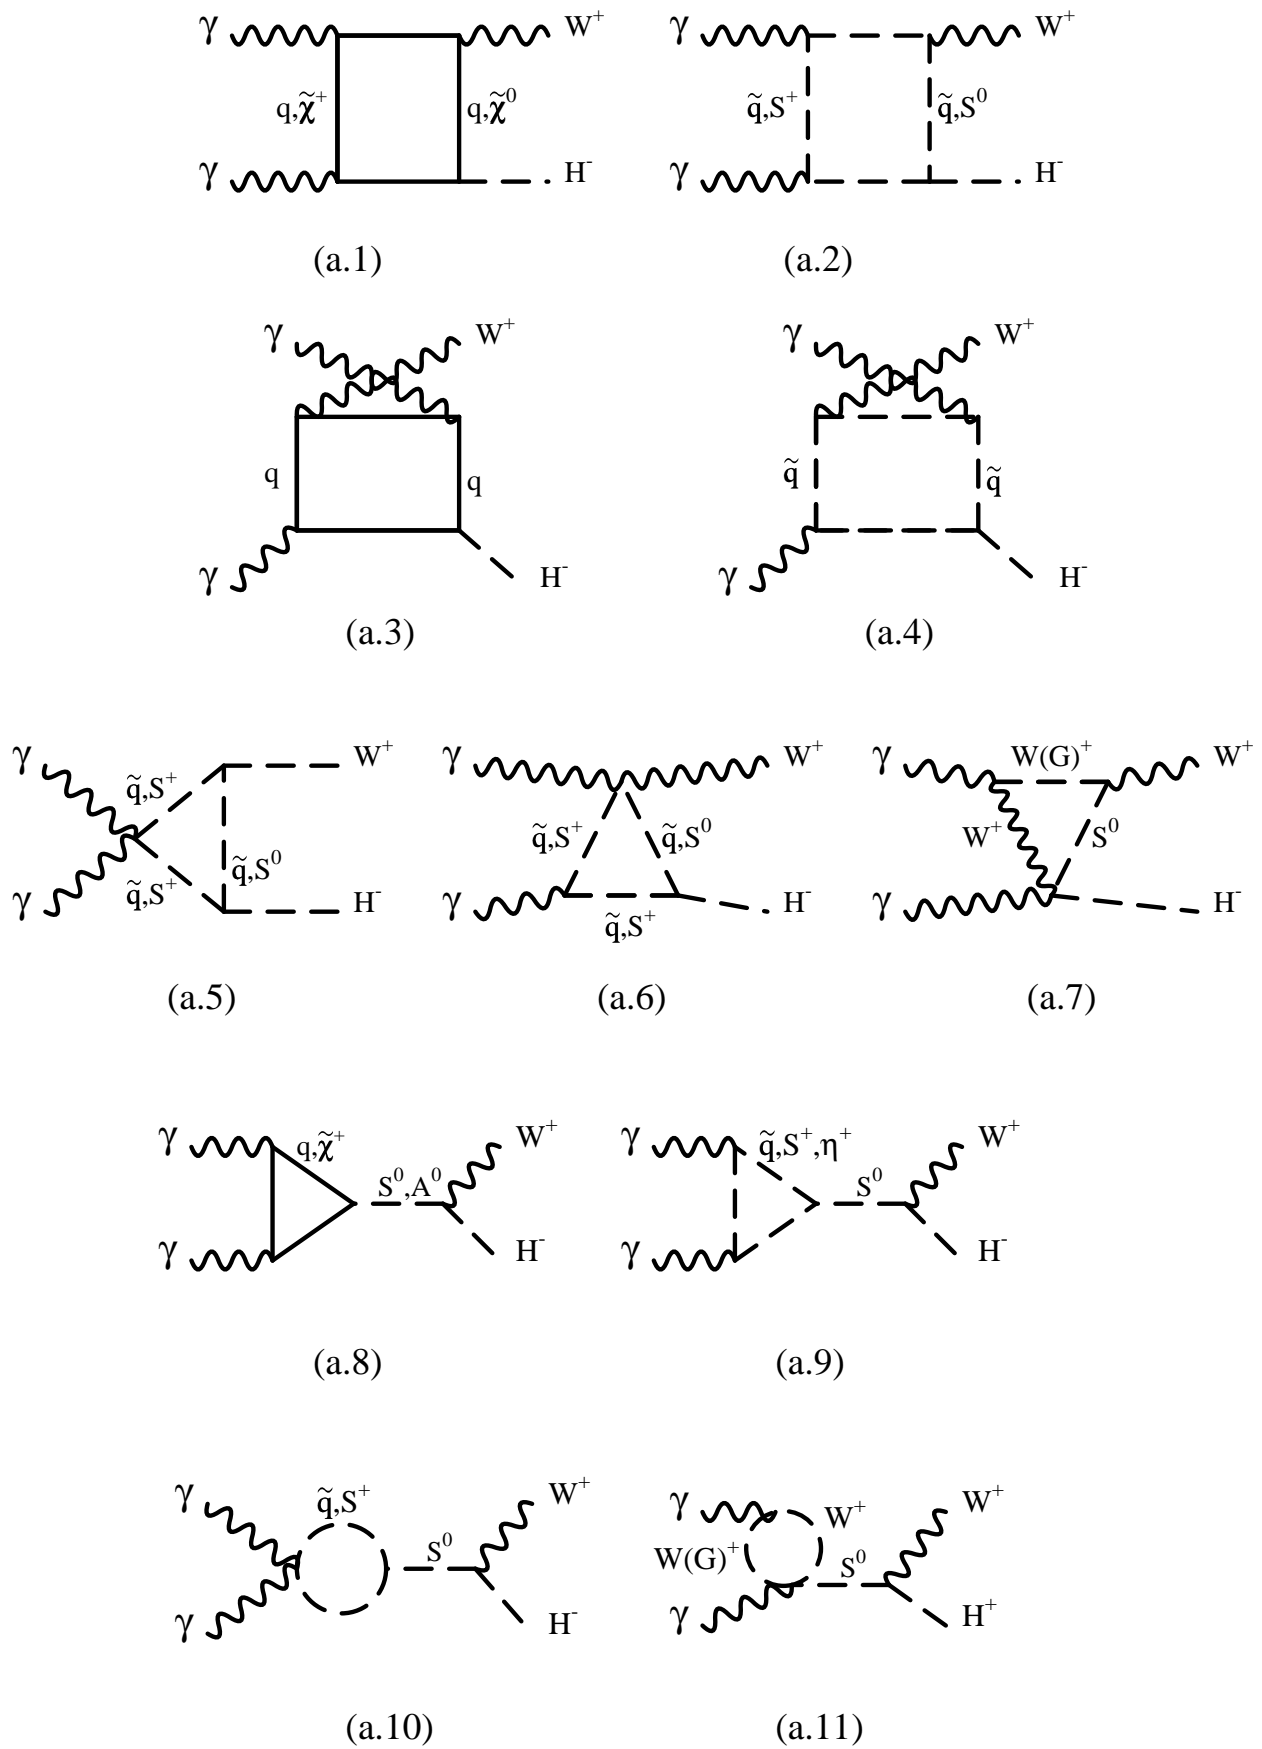 γ W⁺ γ W⁺
q,χ̃⁺ q,χ̃⁰ q̃,S⁺ q̃,S⁰
γ H⁻ γ H⁻
(a.1) (a.2)
γ W⁺ γ W⁺
q q q̃ q̃
γ H⁻ γ H⁻
(a.3) (a.4)
γ W⁺ γ W⁺ γ W(G)⁺ W⁺
q̃,S⁺ q̃,S⁺ q̃,S⁰ W⁺ S⁰
q̃,S⁺ q̃,S⁰
γ H⁻ γ q̃,S⁺ H⁻ γ H⁻
(a.5) (a.6) (a.7)
γ q,χ̃⁺ W⁺ γ q̃,S⁺,η⁺ W⁺
S⁰,A⁰ S⁰
γ H⁻ γ H⁻
(a.8) (a.9)
γ q̃,S⁺ W⁺ γ W⁺ W⁺
S⁰ W(G)⁺ S⁰
γ H⁻ γ H⁺
(a.10) (a.11)